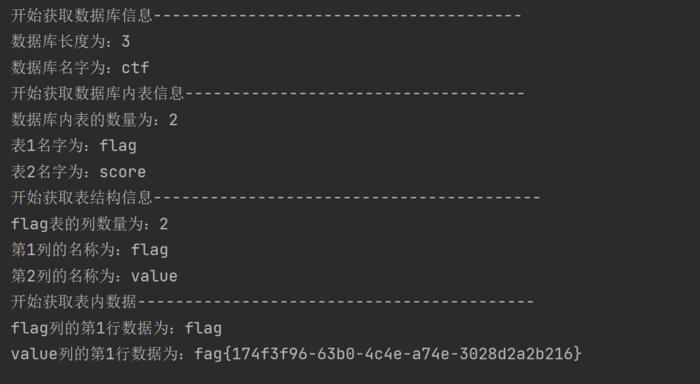 开始获取数据库信息---------------------------------------
数据库长度为：3
数据库名字为：ctf
开始获取数据库内表信息------------------------------------
数据库内表的数量为：2
表1名字为：flag
表2名字为：score
开始获取表结构信息-----------------------------------------
flag表的列数量为：2
第1列的名称为：flag
第2列的名称为：value
开始获取表内数据------------------------------------------
flag列的第1行数据为：flag
value列的第1行数据为：fag{174f3f96-63b0-4c4e-a74e-3028d2a2b216}